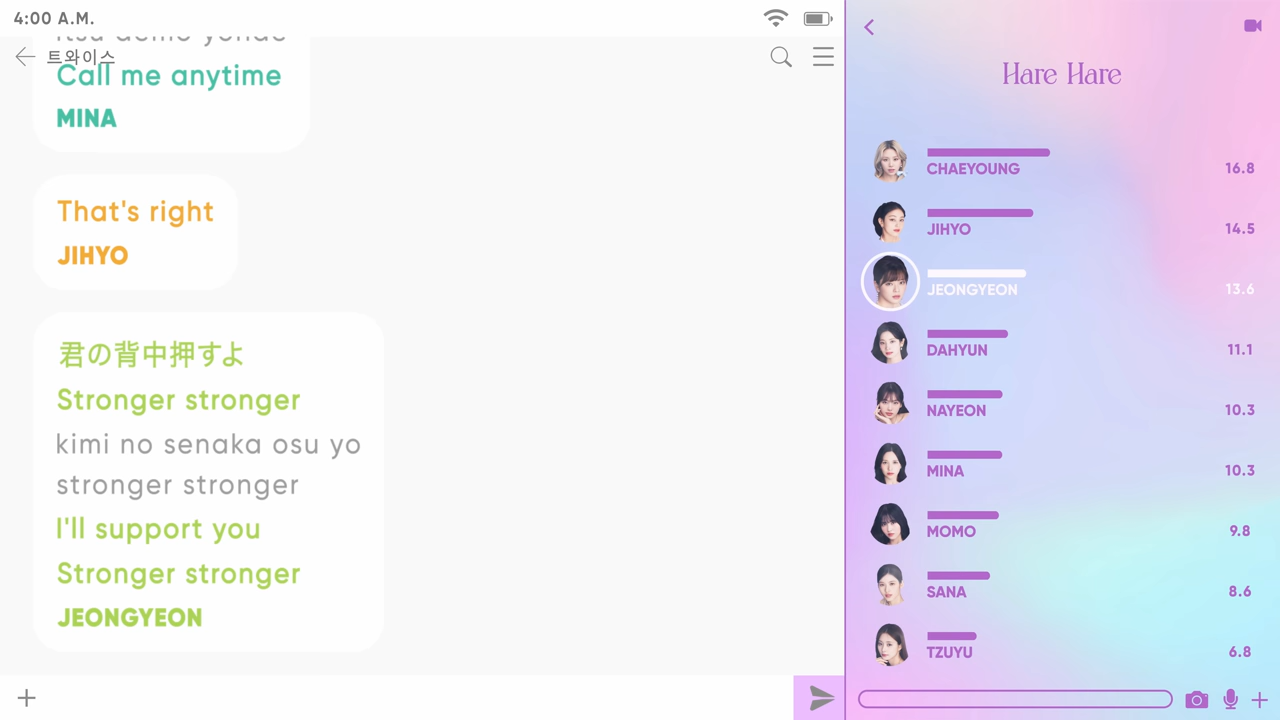 4:00 A.M.
itsu demo yonde
트와이스
Call me anytime
MINA
That's right
JIHYO
君の背中押すよ
Stronger stronger
kimi no senaka osu yo
stronger stronger
I'll support you
Stronger stronger
JEONGYEON
Hare Hare
CHAEYOUNG 16.8
JIHYO 14.5
JEONGYEON 13.6
DAHYUN 11.1
NAYEON 10.3
MINA 10.3
MOMO 9.8
SANA 8.6
TZUYU 6.8